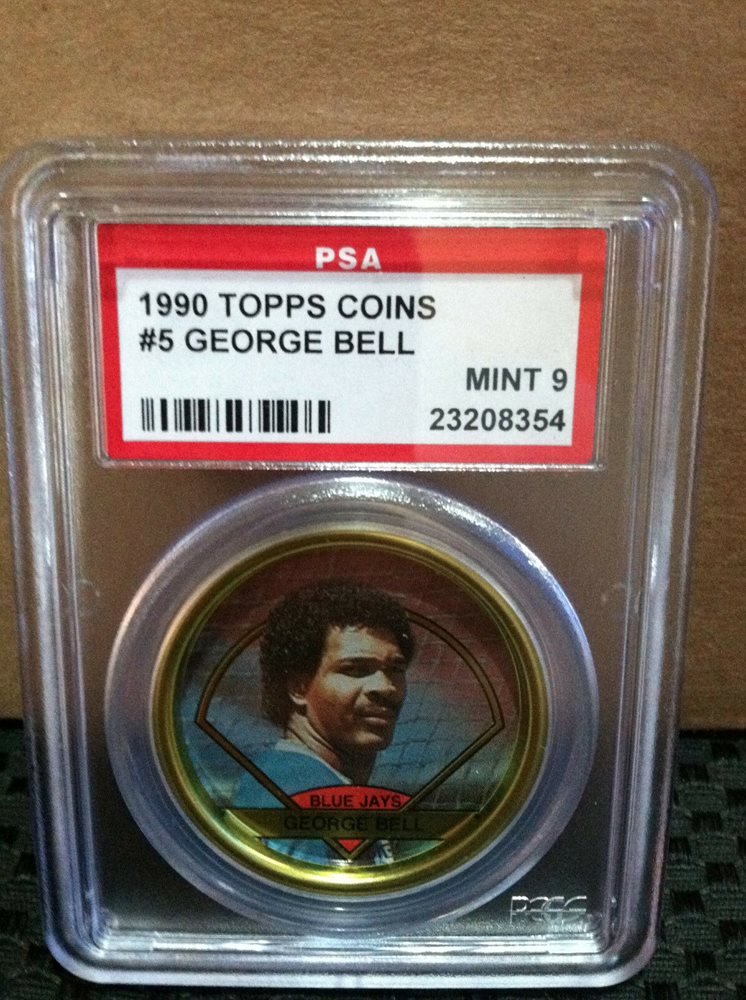 PSA
1990 TOPPS COINS
#5 GEORGE BELL
MINT 9
23208354
BLUE JAYS
GEORGE BELL